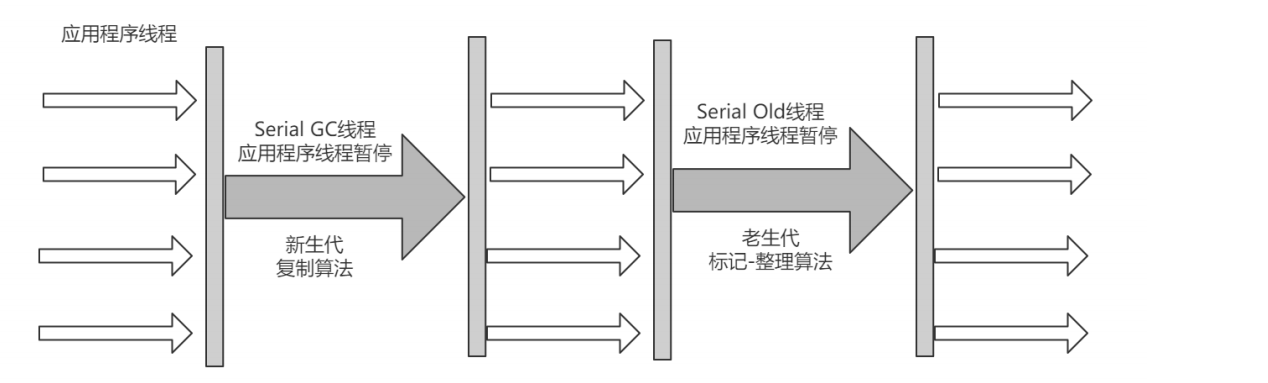 应用程序线程
Serial GC线程
应用程序线程暂停
新生代
复制算法
Serial Old线程
应用程序线程暂停
老生代
标记-整理算法